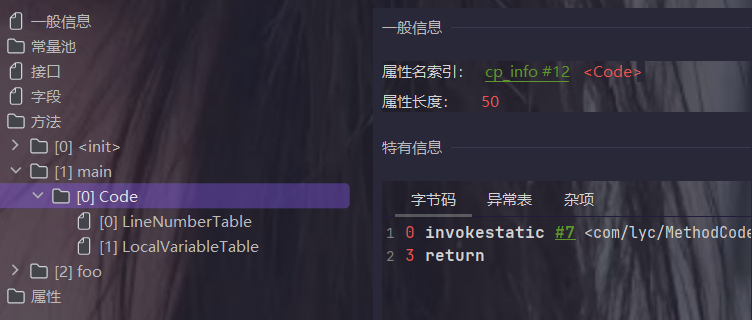 一般信息
常量池
接口
字段
方法
[0] <init>
[1] main
[0] Code
[0] LineNumberTable
[1] LocalVariableTable
[2] foo
属性
一般信息
属性名索引: cp_info #12 <Code>
属性长度: 50
特有信息
字节码 异常表 杂项
1 0 invokestatic #7 <com/lyc/MethodCode
2 3 return